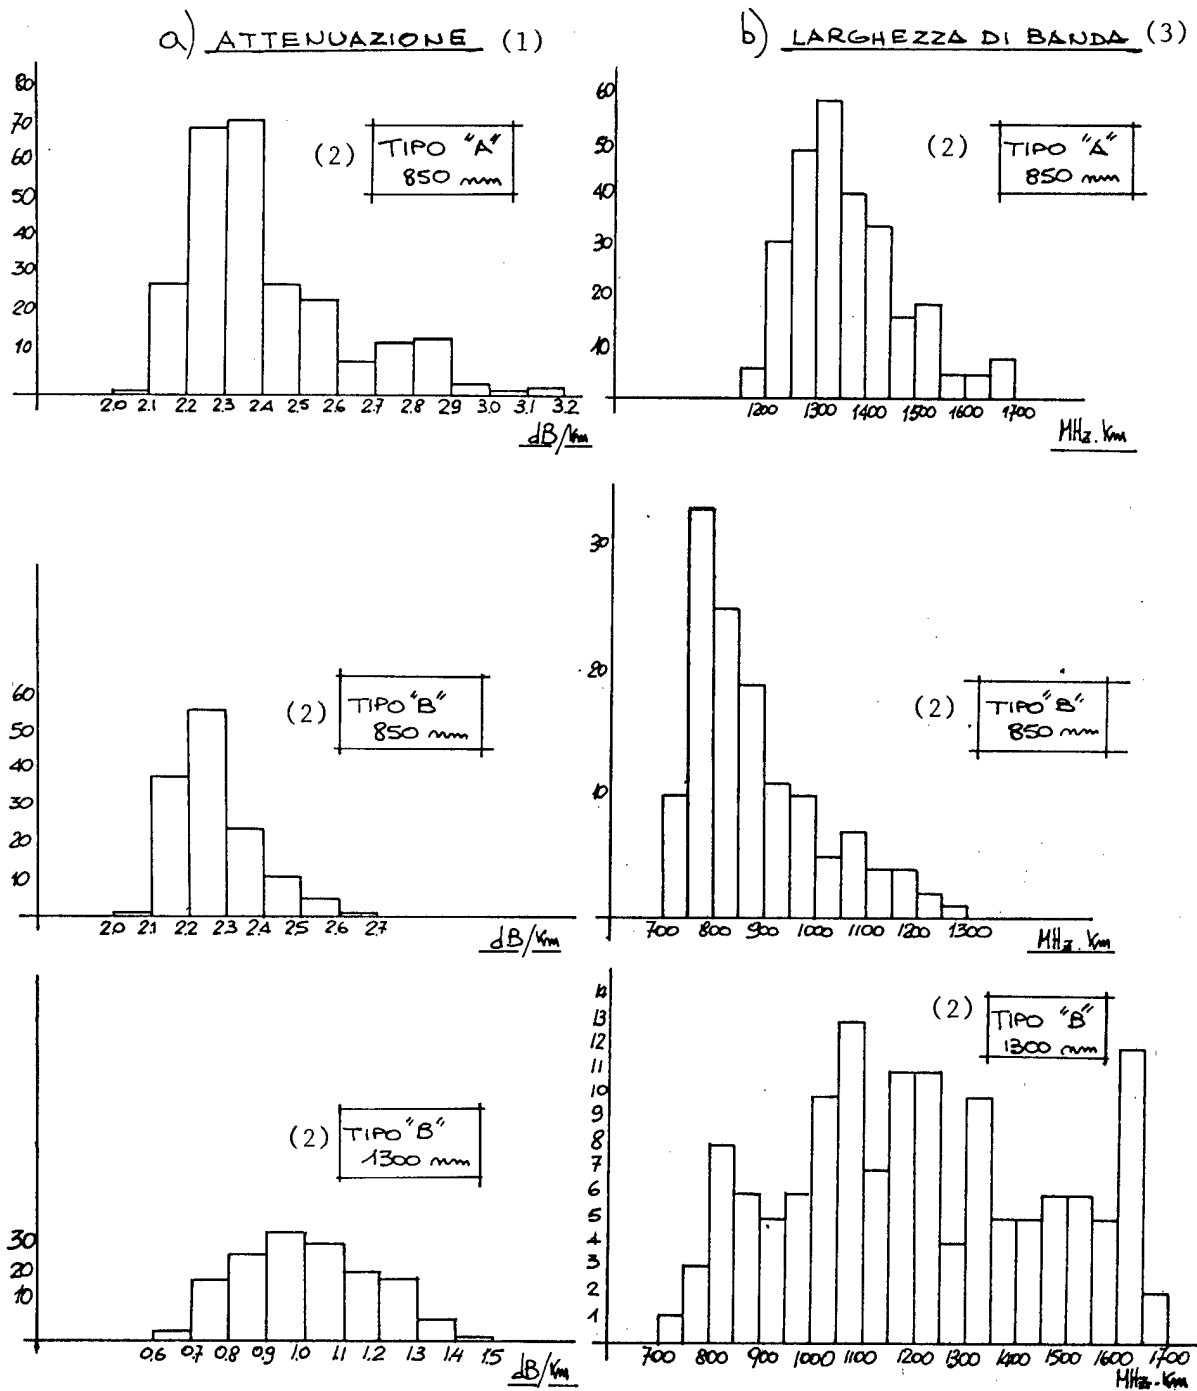 a) ATTENUAZIONE (1)
80
70
60
50
40
30
20
10
(2)
TIPO "A"
850 nm
2.0 2.1 2.2 2.3 2.4 2.5 2.6 2.7 2.8 2.9 3.0 3.1 3.2
dB/Km
b) LARGHEZZA DI BANDA (3)
60
50
40
30
20
10
(2)
TIPO "A"
850 nm
1200 1300 1400 1500 1600 1700
MHz.Km
60
50
40
30
20
10
(2)
TIPO "B"
850 nm
2.0 2.1 2.2 2.3 2.4 2.5 2.6 2.7
dB/Km
30
20
10
(2)
TIPO "B"
850 nm
700 800 900 1000 1100 1200 1300
MHz.Km
30
20
10
(2)
TIPO "B"
1300 nm
0.6 0.7 0.8 0.9 1.0 1.1 1.2 1.3 1.4 1.5
dB/Km
14
13
12
11
10
9
8
7
6
5
4
3
2
1
(2)
TIPO "B"
1300 nm
700 800 900 1000 1100 1200 1300 1400 1500 1600 1700
MHz.Km